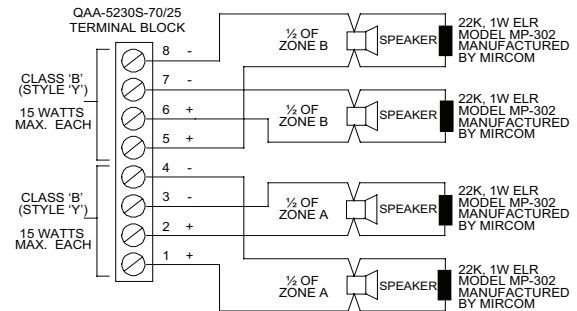 QAA-5230S-70/25
TERMINAL BLOCK
8 -
7 -
6 +
5 +
4 -
3 -
2 +
1 +
CLASS 'B'
(STYLE 'Y')
15 WATTS
MAX. EACH
CLASS 'B'
(STYLE 'Y')
15 WATTS
MAX. EACH
½ OF
ZONE B
SPEAKER
22K, 1W ELR
MODEL MP-302
MANUFACTURED
BY MIRCOM
½ OF
ZONE B
SPEAKER
22K, 1W ELR
MODEL MP-302
MANUFACTURED
BY MIRCOM
½ OF
ZONE A
SPEAKER
22K, 1W ELR
MODEL MP-302
MANUFACTURED
BY MIRCOM
½ OF
ZONE A
SPEAKER
22K, 1W ELR
MODEL MP-302
MANUFACTURED
BY MIRCOM